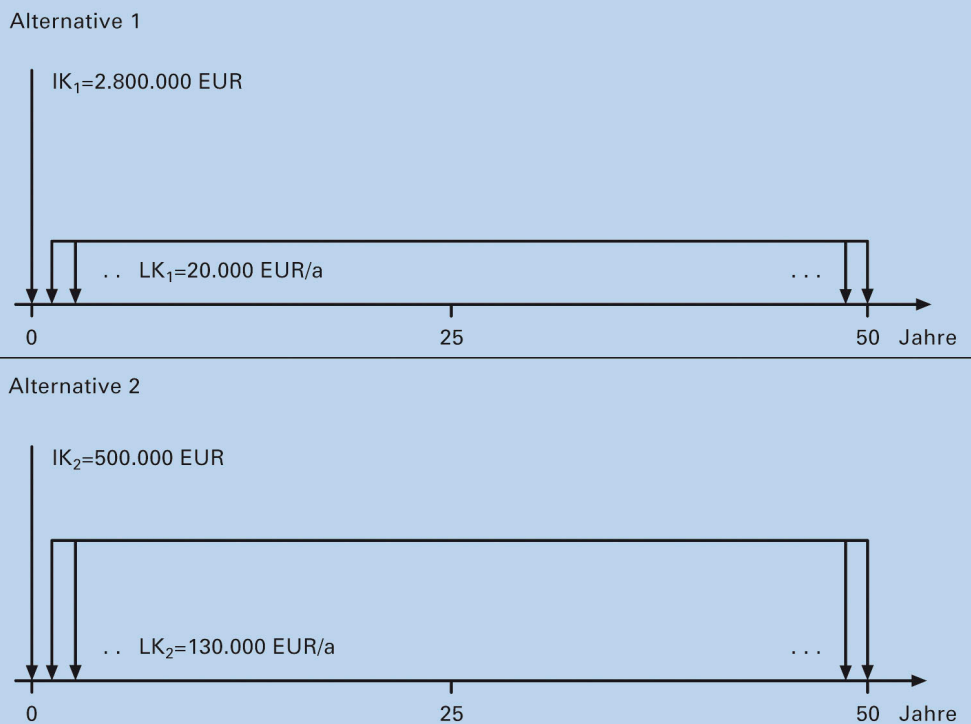 Alternative 1
IK₁=2.800.000 EUR
. . LK₁=20.000 EUR/a . . .
0 25 50 Jahre
Alternative 2
IK₂=500.000 EUR
. . LK₂=130.000 EUR/a . . .
0 25 50 Jahre